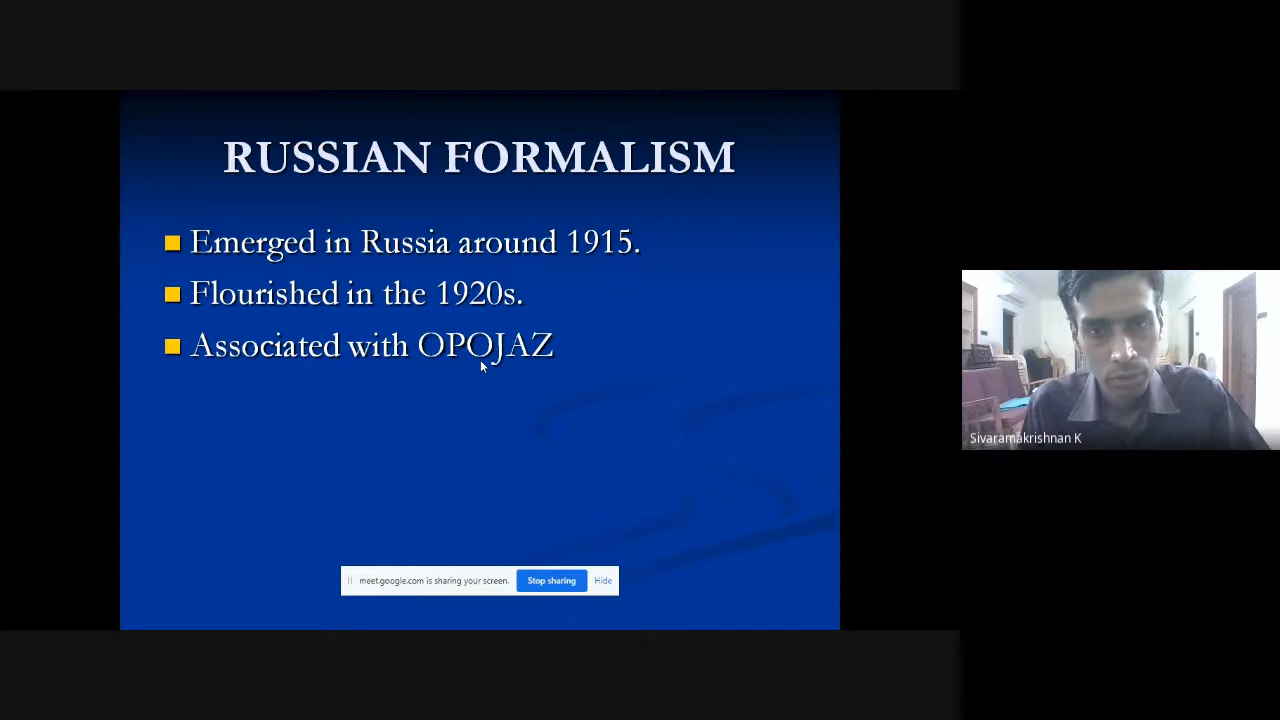 RUSSIAN FORMALISM
Emerged in Russia around 1915.
Flourished in the 1920s.
Associated with OPOJAZ
meet.google.com is sharing your screen.
Stop sharing
Hide
Sivaramakrishnan K